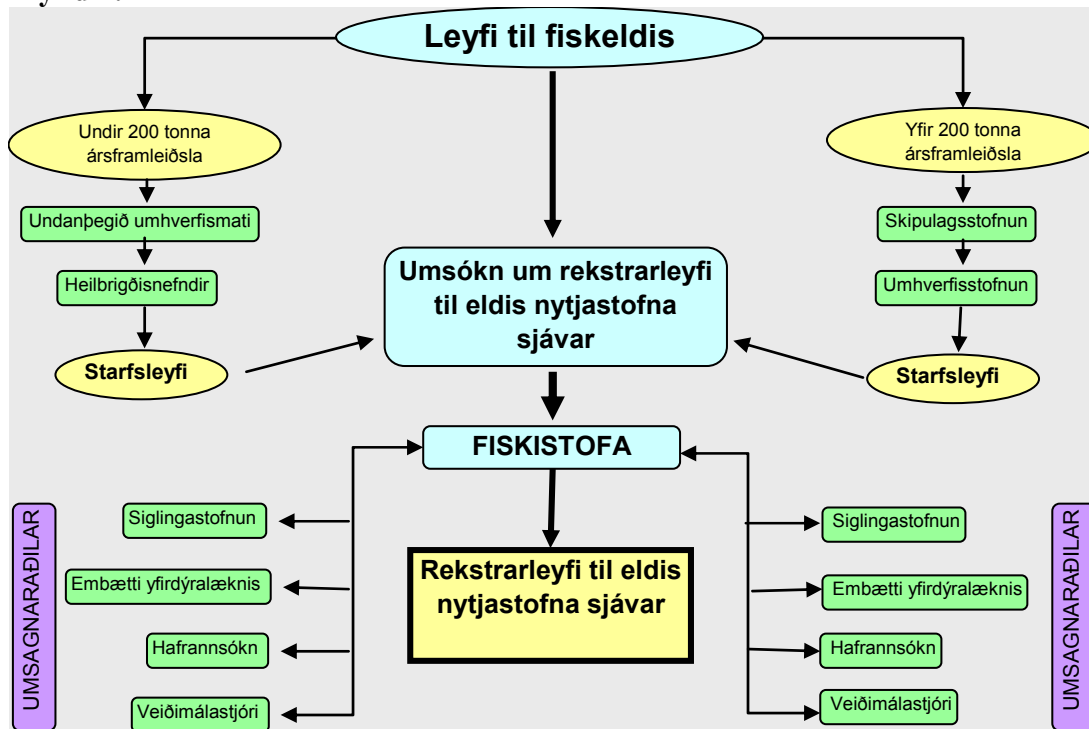 Leyfi til fiskeldis
Undir 200 tonna
ársframleiðsla
Yfir 200 tonna
ársframleiðsla
Undanþegið umhverfismati
Skipulagsstofnun
Heilbrigðisnefndir
Umsókn um rekstrarleyfi
til eldis nytjastofna
sjávar
Umhverfisstofnun
Starfsleyfi
Starfsleyfi
FISKISTOFA
UMSAGNARAÐILAR
Siglingastofnun
Embætti yfirdýralæknis
Hafrannsókn
Veiðimálastjóri
Rekstrarleyfi til eldis
nytjastofna sjávar
Siglingastofnun
Embætti yfirdýralæknis
Hafrannsókn
Veiðimálastjóri
UMSAGNARAÐILAR